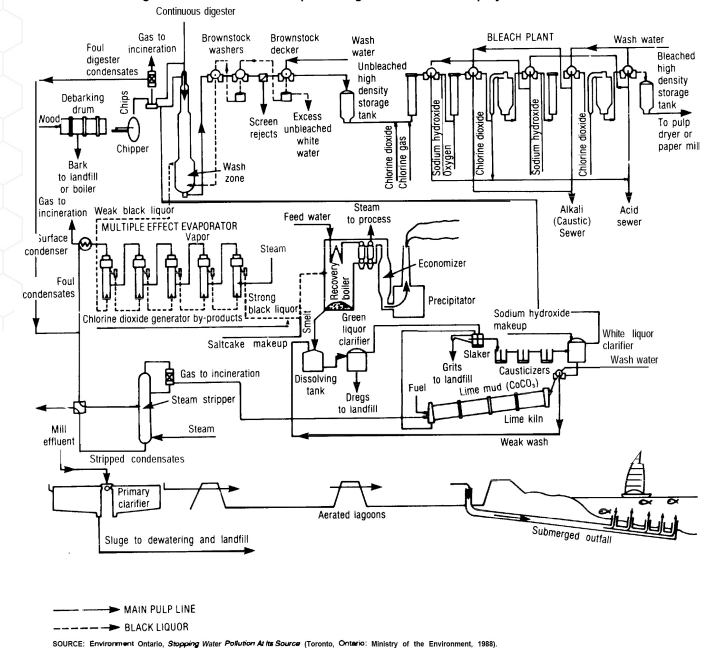 Continuous digester
Gas to
incineration
Foul
digester
condensates
Brownstock
washers
Brownstock
decker
Wash
water
Unbleached
high
density
storage
tank
BLEACH PLANT
Wash water
Bleached
high
density
storage
tank
To pulp
dryer or
paper mill
Debarking
drum
Wood
Chips
Chipper
Bark
to landfill
or boiler
Wash
zone
Screen
rejects
Excess
unbleached
white
water
Chlorine dioxide
Chlorine gas
Sodium hydroxide
Oxygen
Chlorine dioxide
Sodium hydroxide
Chlorine dioxide
Alkali
(Caustic)
Sewer
Acid
sewer
Gas to
incineration
Weak black liquor
MULTIPLE EFFECT EVAPORATOR
Vapor
Surface
condenser
Steam
Foul
condensates
Strong
black liquor
Chlorine dioxide generator by-products
Saltcake makeup
Feed water
Steam
to process
Recovery
boiler
Economizer
Precipitator
Smelt
Green
liquor
clarifier
Dissolving
tank
Dregs
to landfill
Sodium hydroxide
makeup
White liquor
clarifier
Slaker
Causticizers
Wash water
Grits
to landfill
Lime mud (CoCO₃)
Fuel
Lime kiln
Weak wash
Gas to incineration
Steam stripper
Steam
Mill
effluent
Stripped condensates
Primary
clarifier
Aerated lagoons
Submerged outfall
Sluge to dewatering and landfill
MAIN PULP LINE
BLACK LIQUOR
SOURCE: Environment Ontario, Stopping Water Pollution At Its Source (Toronto, Ontario: Ministry of the Environment, 1988).